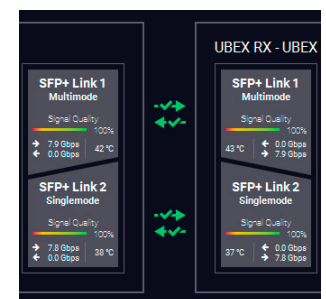 UBEX RX - UBEX
SFP+ Link 1
Multimode
Signal Quality
100%
→ 7.9 Gbps
← 0.0 Gbps
42 °C
SFP+ Link 2
Singlemode
Signal Quality
100%
→ 7.8 Gbps
← 0.0 Gbps
38 °C
SFP+ Link 1
Multimode
Signal Quality
100%
43 °C
← 0.0 Gbps
→ 7.9 Gbps
SFP+ Link 2
Singlemode
Signal Quality
100%
37 °C
← 0.0 Gbps
→ 7.8 Gbps